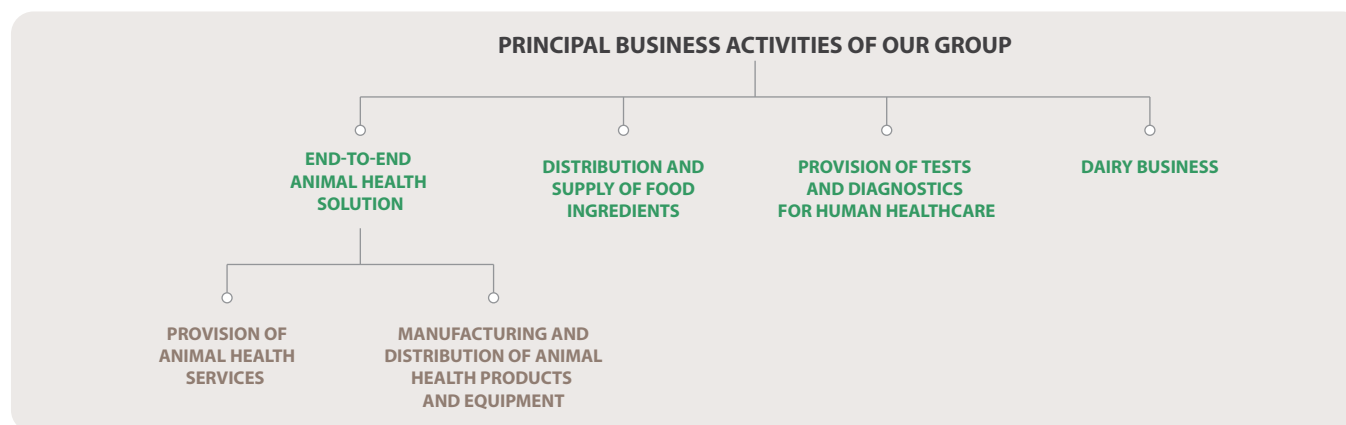 PRINCIPAL BUSINESS ACTIVITIES OF OUR GROUP
END-TO-END
ANIMAL HEALTH
SOLUTION
DISTRIBUTION AND
SUPPLY OF FOOD
INGREDIENTS
PROVISION OF TESTS
AND DIAGNOSTICS
FOR HUMAN HEALTHCARE
DAIRY BUSINESS
PROVISION OF
ANIMAL HEALTH
SERVICES
MANUFACTURING AND
DISTRIBUTION OF ANIMAL
HEALTH PRODUCTS
AND EQUIPMENT